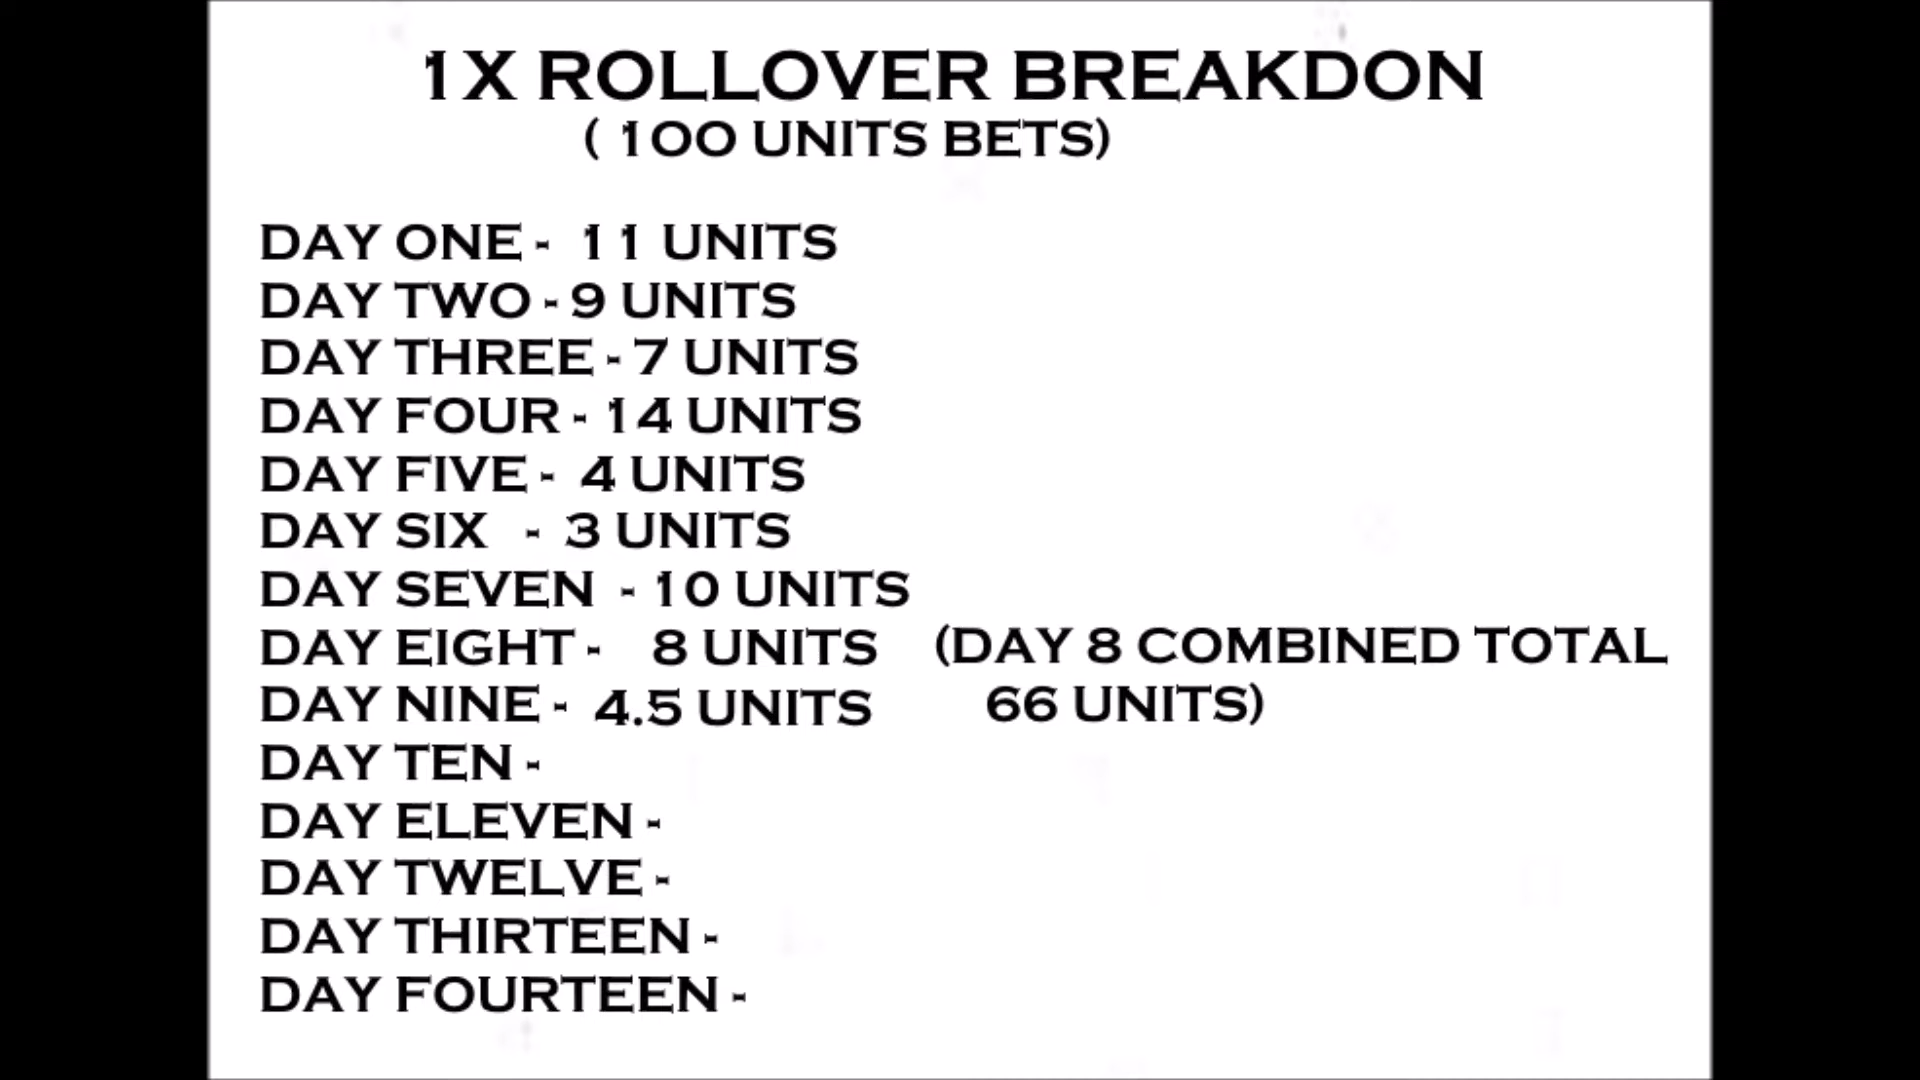 1X ROLLOVER BREAKDON
( 100 UNITS BETS)
DAY ONE - 11 UNITS
DAY TWO - 9 UNITS
DAY THREE - 7 UNITS
DAY FOUR - 14 UNITS
DAY FIVE - 4 UNITS
DAY SIX - 3 UNITS
DAY SEVEN - 10 UNITS
DAY EIGHT - 8 UNITS (DAY 8 COMBINED TOTAL
DAY NINE - 4.5 UNITS 66 UNITS)
DAY TEN -
DAY ELEVEN -
DAY TWELVE -
DAY THIRTEEN -
DAY FOURTEEN -